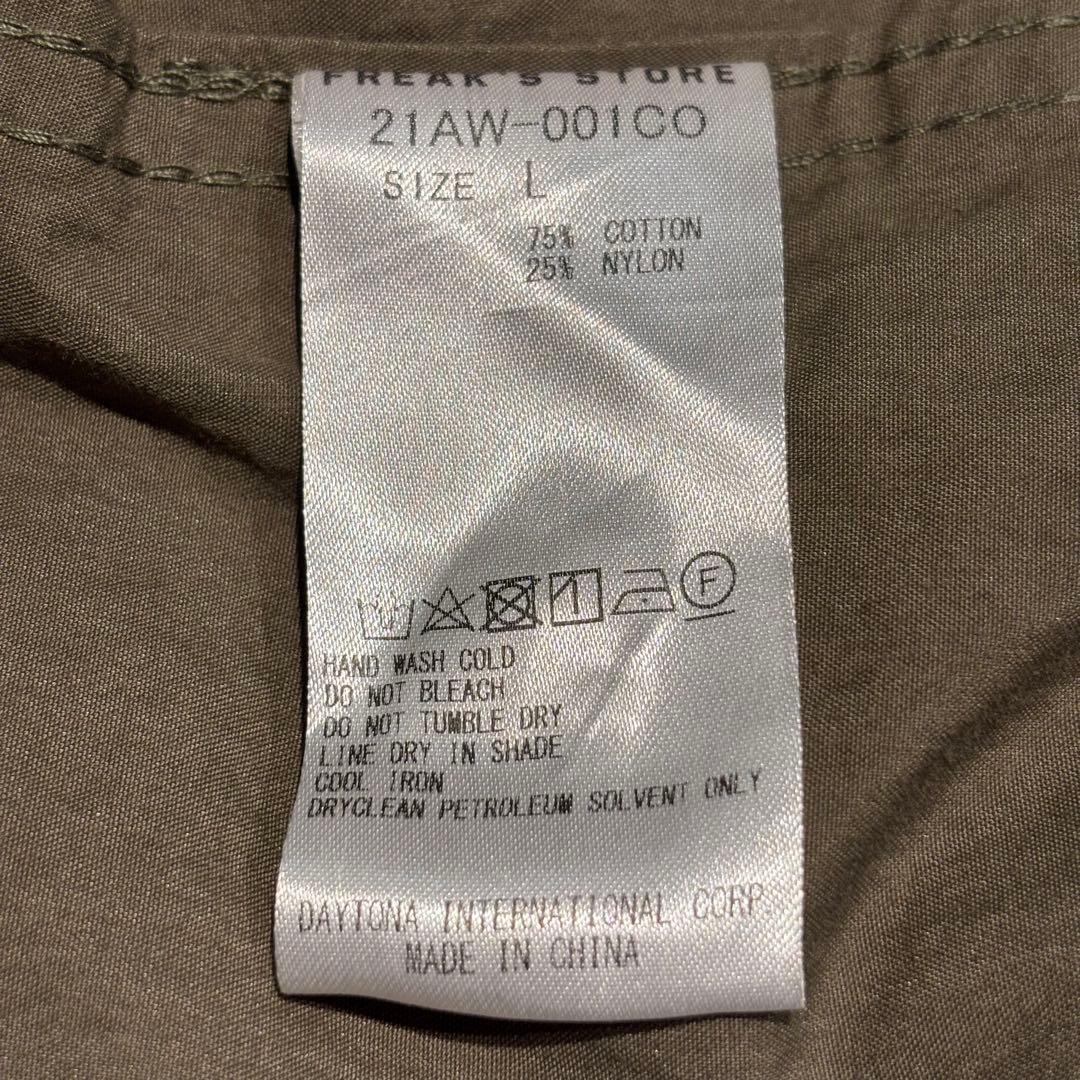 FREAK'S STORE
21AW-001CO
SIZE L
75% COTTON
25% NYLON
F
HAND WASH COLD
DO NOT BLEACH
DO NOT TUMBLE DRY
LINE DRY IN SHADE
COOL IRON
DRYCLEAN PETROLEUM SOLVENT ONLY
DAYTONA INTERNATIONAL CORP.
MADE IN CHINA